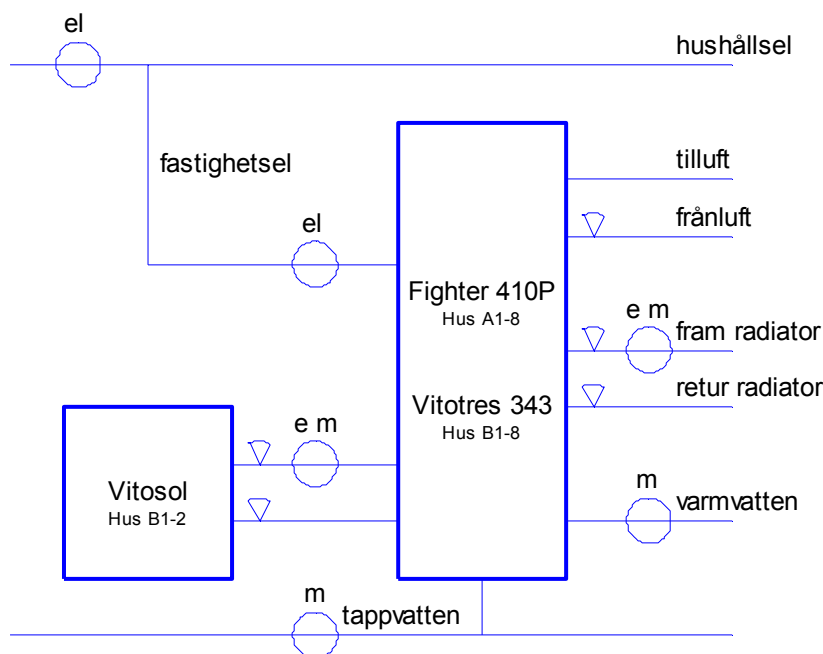 el
hushållsel
tilluft
fastighetsel
frånluft
el
Fighter 410P
Hus A1-8
e m
fram radiator
retur radiator
Vitotres 343
Hus B1-8
e m
Vitosol
Hus B1-2
m
varmvatten
m
tappvatten